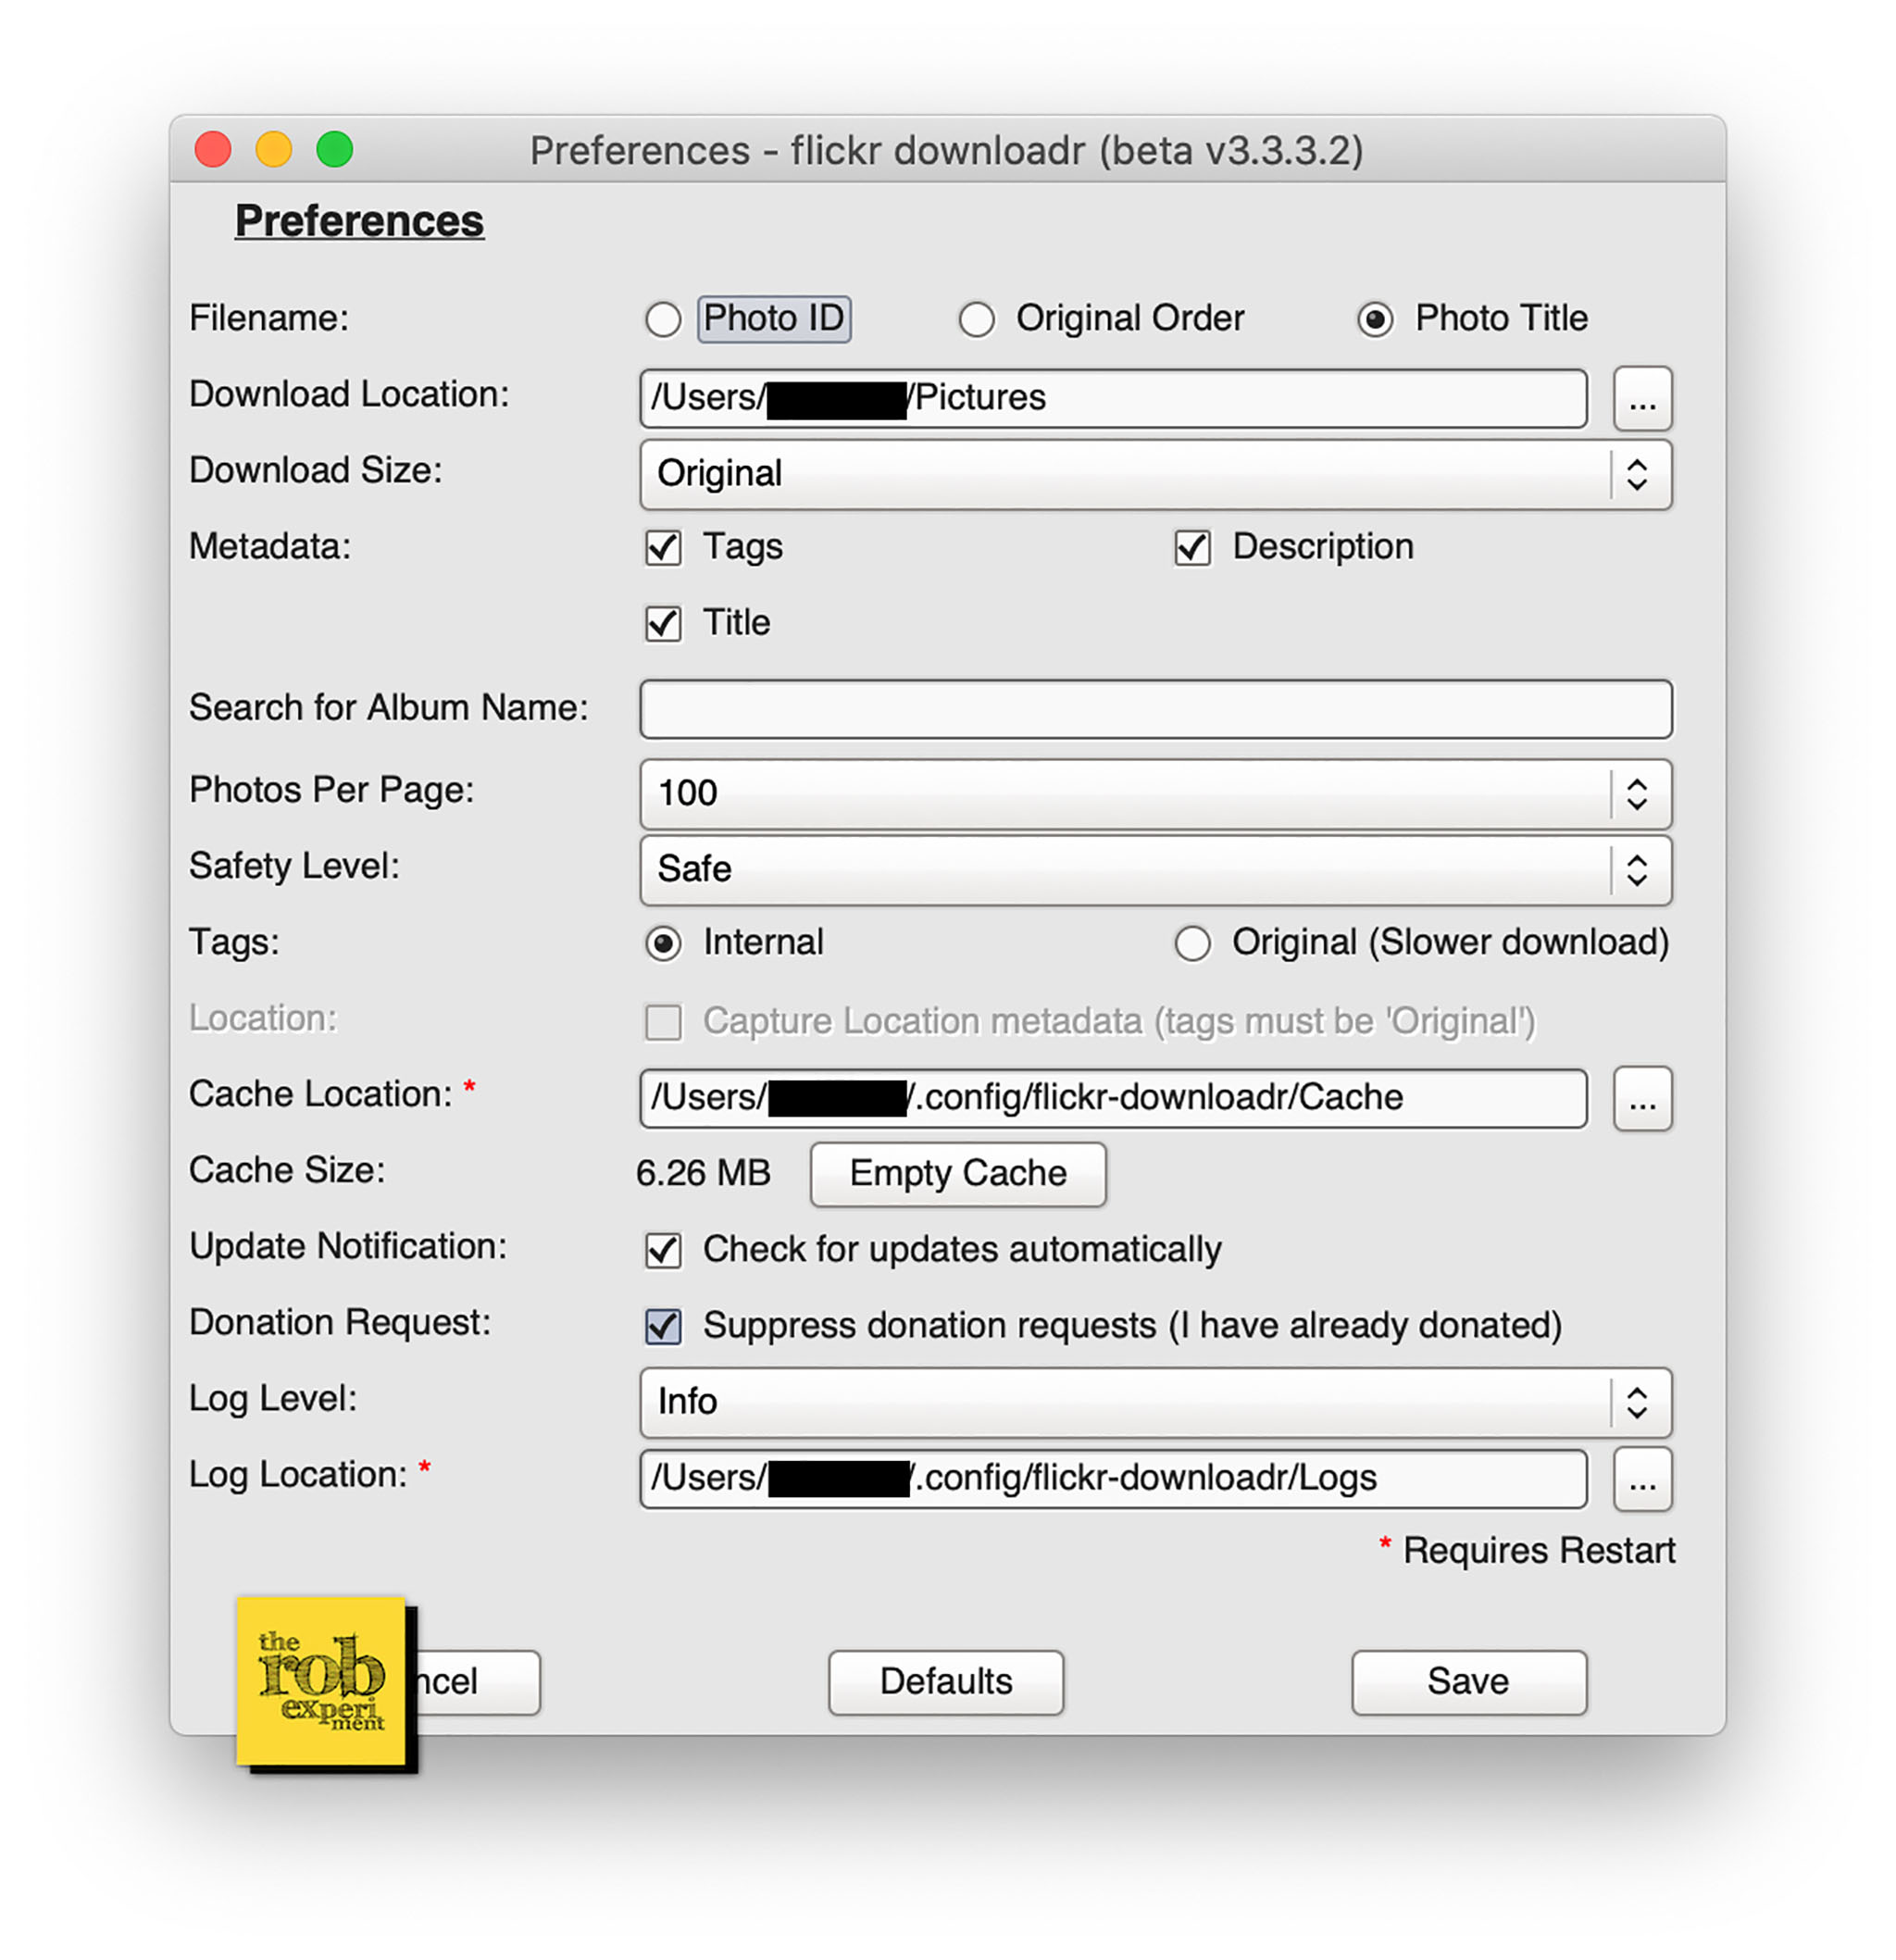 Preferences - flickr downloadr (beta v3.3.3.2)
Preferences
Filename: Photo ID Original Order Photo Title
Download Location: /Users/ /Pictures ...
Download Size: Original
Metadata: Tags Description
Title
Search for Album Name:
Photos Per Page: 100
Safety Level: Safe
Tags: Internal Original (Slower download)
Location: Capture Location metadata (tags must be 'Original')
Cache Location: * /Users/ /.config/flickr-downloadr/Cache ...
Cache Size: 6.26 MB Empty Cache
Update Notification: Check for updates automatically
Donation Request: Suppress donation requests (I have already donated)
Log Level: Info
Log Location: * /Users/ /.config/flickr-downloadr/Logs ...
* Requires Restart
the
rob
experi
ment
ncel Defaults Save